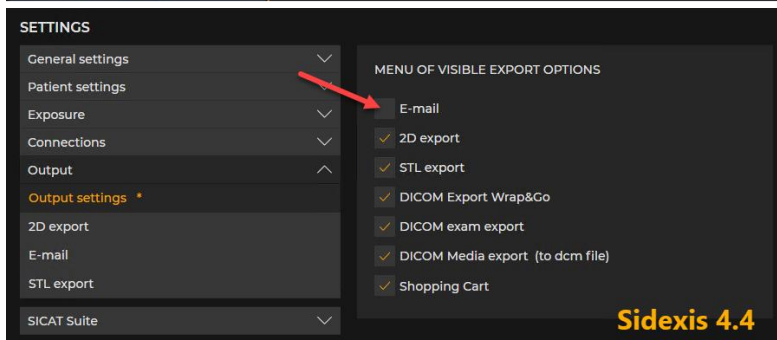 SETTINGS
General settings
Patient settings
Exposure
Connections
Output
Output settings *
2D export
E-mail
STL export
SICAT Suite
MENU OF VISIBLE EXPORT OPTIONS
E-mail
2D export
STL export
DICOM Export Wrap&Go
DICOM exam export
DICOM Media export (to dcm file)
Shopping Cart
Sidexis 4.4